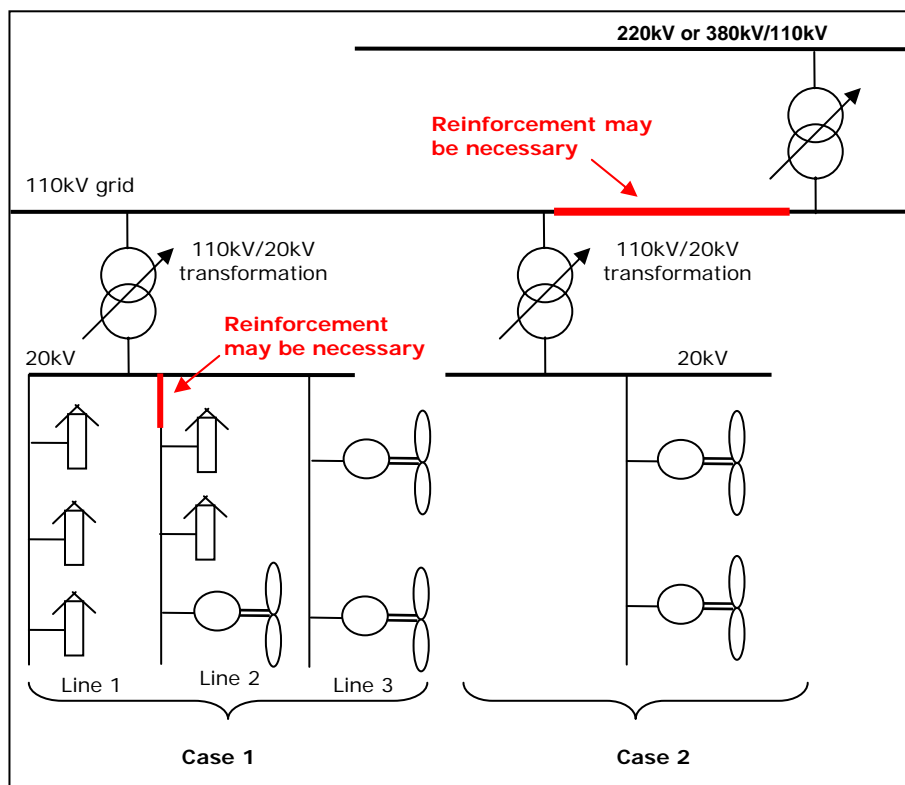 220kV or 380kV/110kV
Reinforcement may
be necessary
110kV grid
110kV/20kV
transformation
110kV/20kV
transformation
Reinforcement
may be necessary
20kV
20kV
Line 1
Line 2
Line 3
Case 1
Case 2